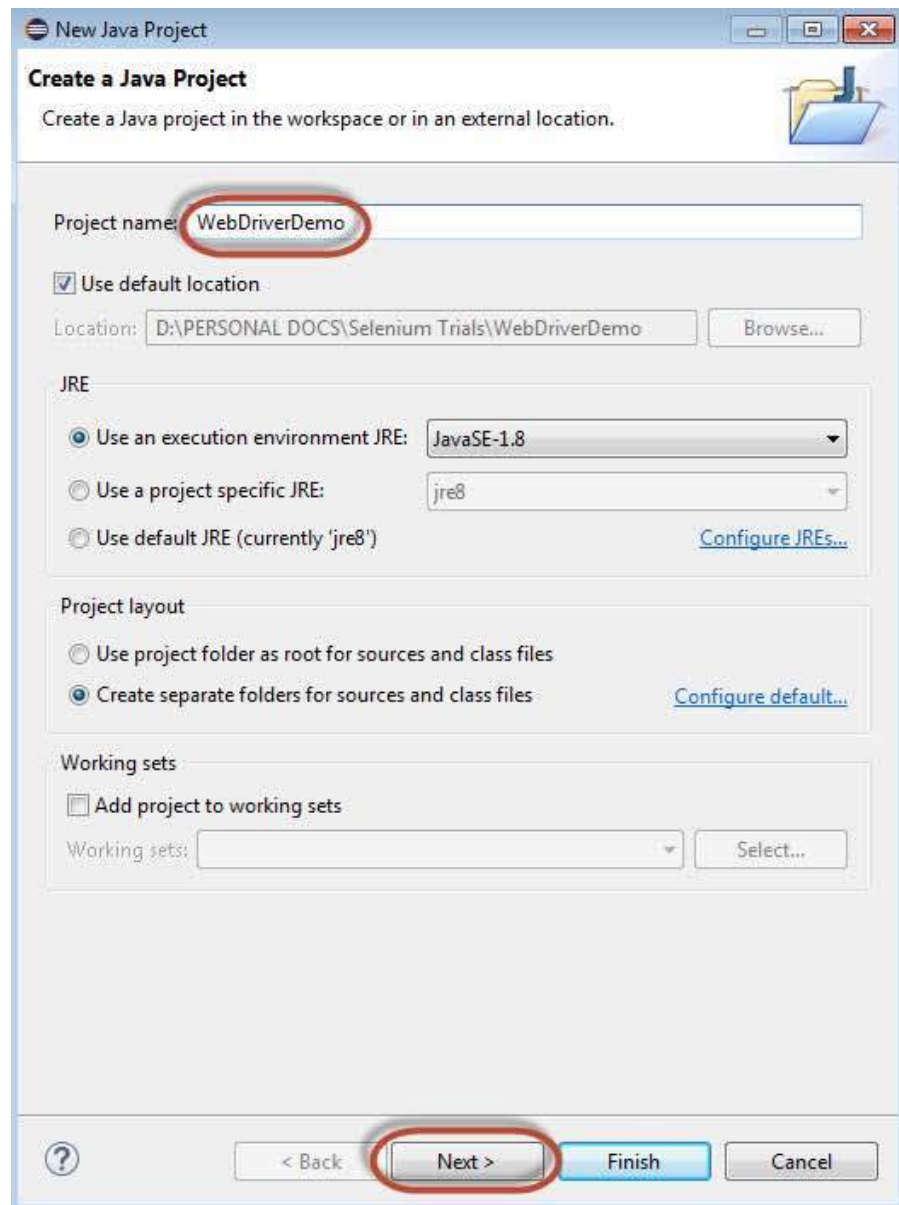 New Java Project
Create a Java Project
Create a Java project in the workspace or in an external location.
Project name: WebDriverDemo
Use default location
Location: D:\PERSONAL DOCS\Selenium Trials\WebDriverDemo Browse...
JRE
Use an execution environment JRE: JavaSE-1.8
Use a project specific JRE: jre8
Use default JRE (currently 'jre8') Configure JREs...
Project layout
Use project folder as root for sources and class files
Create separate folders for sources and class files Configure default...
Working sets
Add project to working sets
Working sets: Select...
? < Back Next > Finish Cancel